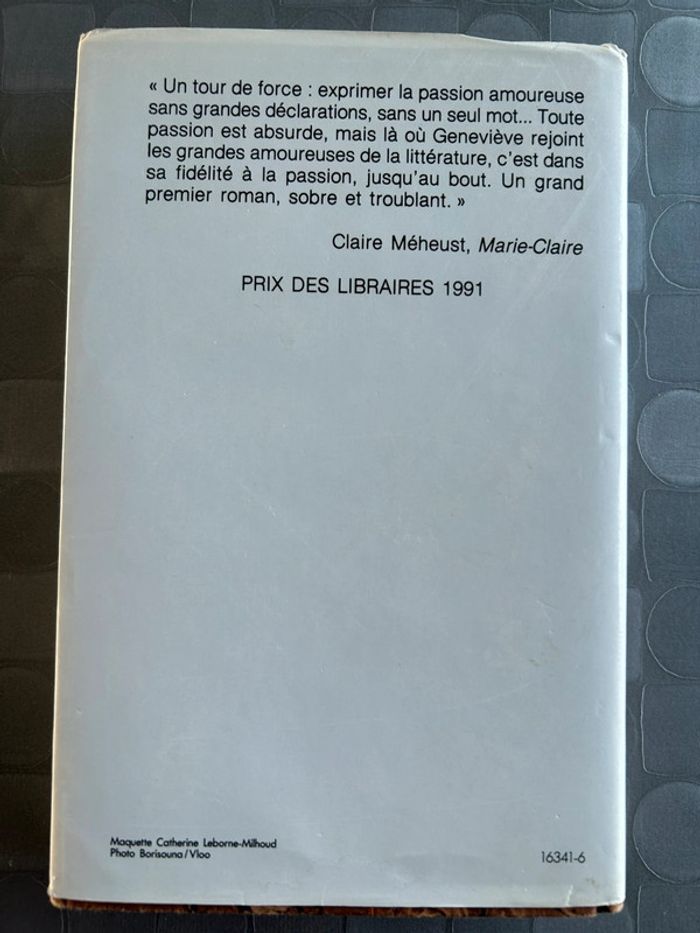 « Un tour de force : exprimer la passion amoureuse
sans grandes déclarations, sans un seul mot... Toute
passion est absurde, mais là où Geneviève rejoint
les grandes amoureuses de la littérature, c'est dans
sa fidélité à la passion, jusqu'au bout. Un grand
premier roman, sobre et troublant. »
Claire Méheust, Marie-Claire
PRIX DES LIBRAIRES 1991
Maquette Catherine Leborne-Milhoud
Photo Borisouna/Vloo
16341-6